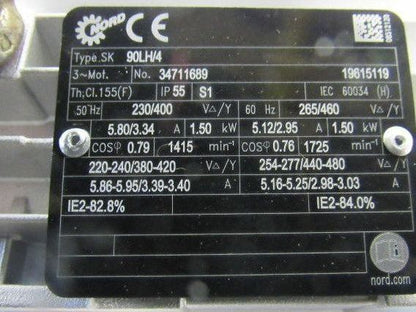 NORD CE
Type SK 90LH/4
3~Mot. No. 34711689 19615119
Th.Cl.155(F) IP 55 S1 IEC 60034 (H)
50 Hz 230/400 V△/Y 60 Hz 265/460 V△/Y
5.80/3.34 A 1.50 kW 5.12/2.95 A 1.50 kW
COSφ 0.79 1415 min⁻¹ COSφ 0.76 1725 min⁻¹
220-240/380-420 V△/Y 254-277/440-480 V△/Y
5.86-5.95/3.39-3.40 A 5.16-5.25/2.98-3.03 A
IE2-82.8% IE2-84.0%
nord.com